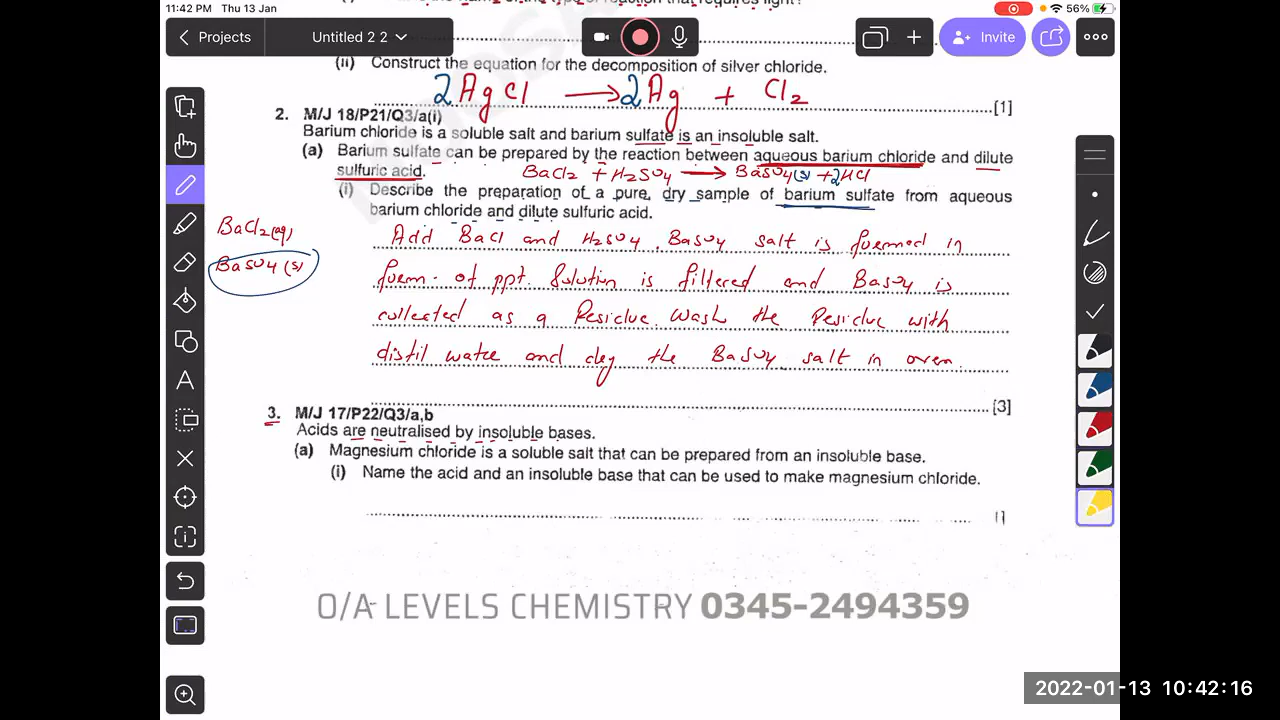 11:42 PM Thu 13 Jan
56%
Projects
Untitled 2 2
Invite
(ii) Construct the equation for the decomposition of silver chloride.
2AgCl → 2Ag + Cl2
[1]
2. M/J 18/P21/Q3/a(i)
Barium chloride is a soluble salt and barium sulfate is an insoluble salt.
(a) Barium sulfate can be prepared by the reaction between aqueous barium chloride and dilute
sulfuric acid.
BaCl2 + H2SO4 → BaSO4(s) + 2HCl
(i) Describe the preparation of a pure, dry sample of barium sulfate from aqueous
barium chloride and dilute sulfuric acid.
BaCl2(aq)
BaSO4(s)
Add BaCl and H2SO4. BaSO4 salt is formed in
form of ppt. Solution is filtered and BaSO4 is
collected as a Residue. Wash the Residue with
distil water and dry the BaSO4 salt in oven.
[3]
3. M/J 17/P22/Q3/a,b
Acids are neutralised by insoluble bases.
(a) Magnesium chloride is a soluble salt that can be prepared from an insoluble base.
(i) Name the acid and an insoluble base that can be used to make magnesium chloride.
O/A LEVELS CHEMISTRY 0345-2494359
2022-01-13 10:42:16